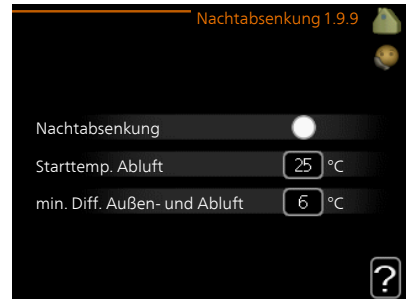 Nachtabsenkung 1.9.9
Nachtabsenkung
Starttemp. Abluft 25 °C
min. Diff. Außen- und Abluft 6 °C
?